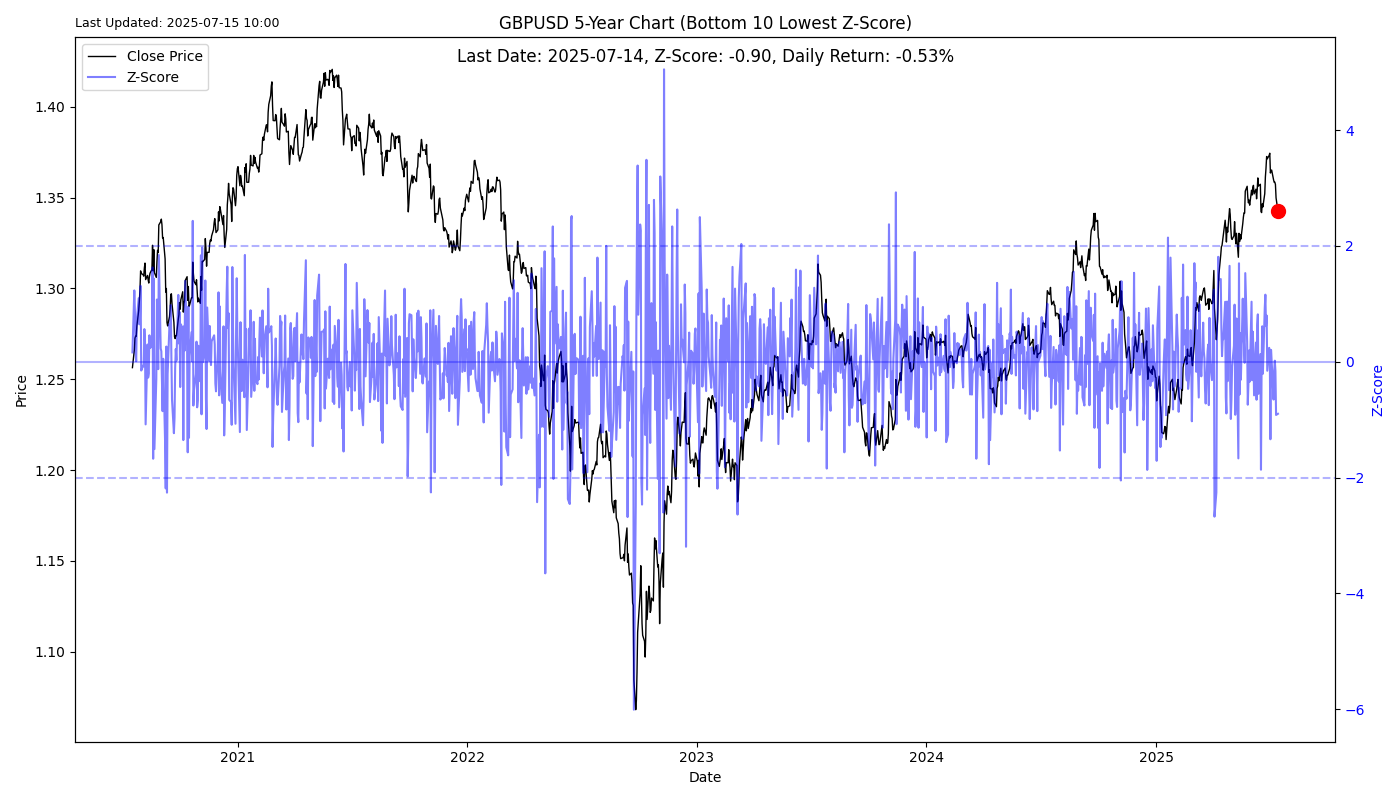 Last Updated: 2025-07-15 10:00
GBPUSD 5-Year Chart (Bottom 10 Lowest Z-Score)
Last Date: 2025-07-14, Z-Score: -0.90, Daily Return: -0.53%
Close Price
Z-Score
1.40
1.35
1.30
1.25
1.20
1.15
1.10
Price
4
2
0
−2
−4
−6
Z-Score
2021
2022
2023
2024
2025
Date